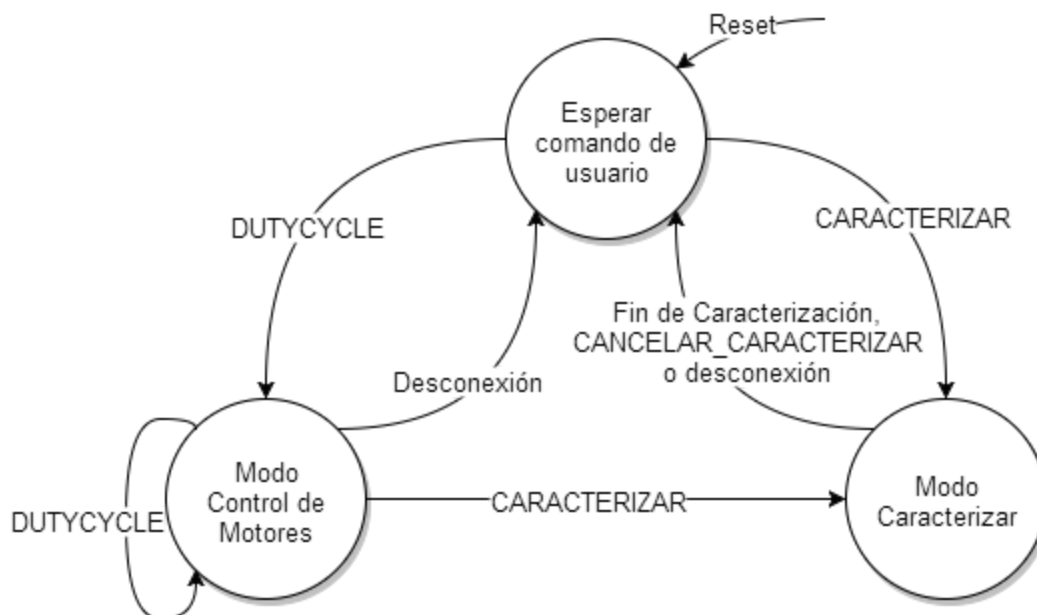 Reset
Esperar
comando de
usuario
DUTYCYCLE
CARACTERIZAR
Fin de Caracterización,
CANCELAR_CARACTERIZAR
o desconexión
Desconexión
Modo
Control de
Motores
DUTYCYCLE
CARACTERIZAR
Modo
Caracterizar